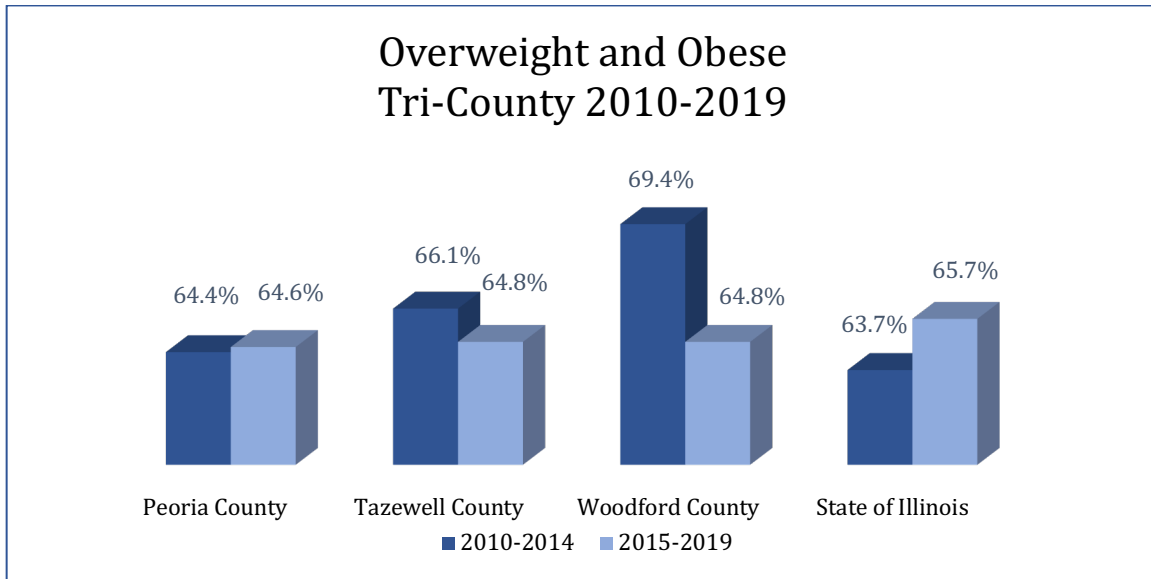 Overweight and Obese
Tri-County 2010-2019
69.4%
66.1%
65.7%
64.4% 64.6% 64.8% 64.8% 63.7%
Peoria County Tazewell County Woodford County State of Illinois
2010-2014 2015-2019